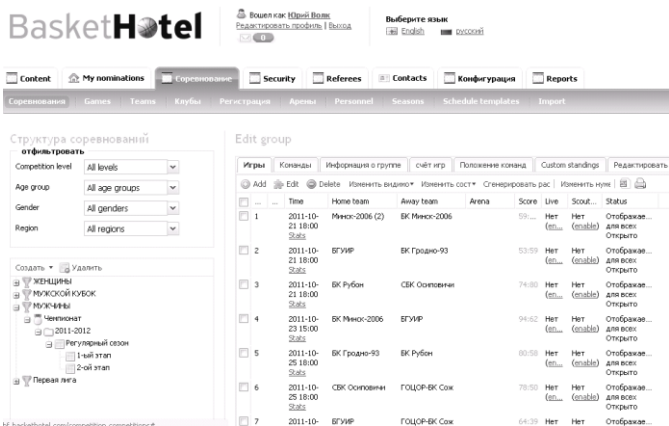 BasketHotel
Вошел как Юрий Волк
Редактировать профиль | Выход
0
Выберите язык
English русский
Content My nominations Соревнование Security Referees Contacts Конфигурация Reports
Соревнования Games Teams Клубы Регистрация Арены Personnel Seasons Schedule templates Import
Структура соревнований
отфильтровать
Competition level All levels
Age group All age groups
Gender All genders
Region All regions
Создать Удалить
ЖЕНЩИНЫ
МУЖСКОЙ КУБОК
МУЖЧИНЫ
Чемпионат
2011-2012
Регулярный сезон
1-ый этап
2-ой этап
Первая лига
Edit group
Игры Команды Информация о группе счёт игр Положение команд Custom standings Редактировать
Add Edit Delete Изменить видимо Изменить сост Сгенерировать рас Изменить нуме
... ... Time Home team Away team Arena Score Live Scout... Status
1 2011-10- Минск-2006 (2) БК Минск-2006 59:... Нет Нет Отображае...
21 18:00 (en... (enable) для всех
Stats Открыто
2 2011-10- БГУИР БК Гродно-93 53:59 Нет Нет Отображае...
21 18:00 (en... (enable) для всех
Stats Открыто
3 2011-10- БК Рубон СБК Осиповичи 74:80 Нет Нет Отображае...
21 18:00 (en... (enable) для всех
Stats Открыто
4 2011-10- БК Минск-2006 БГУИР 94:62 Нет Нет Отображае...
23 15:00 (en... (enable) для всех
Stats Открыто
5 2011-10- БК Гродно-93 БК Рубон 80:58 Нет Нет Отображае...
25 18:00 (en... (enable) для всех
Stats Открыто
6 2011-10- СБК Осиповичи ГОЦОР-БК Сож 78:50 Нет Нет Отображае...
25 18:00 (en... (enable) для всех
Stats Открыто
7 2011-10- БГУИР ГОЦОР-БК Сож 64:39 Нет Нет Отображае...